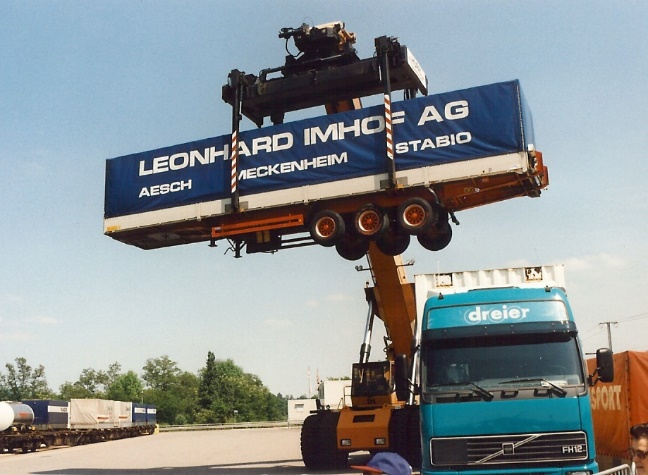 LEONHARD IMHOF AG
AESCH MECKENHEIM STABIO
dreier
FH12